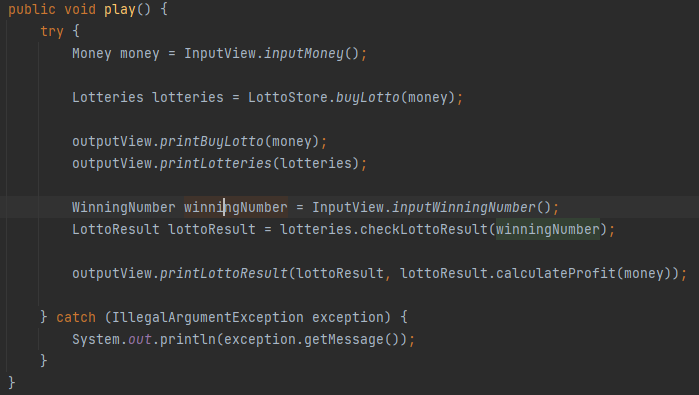 public void play() {
    try {
        Money money = InputView.inputMoney();

        Lotteries lotteries = LottoStore.buyLotto(money);

        outputView.printBuyLotto(money);
        outputView.printLotteries(lotteries);

        WinningNumber winningNumber = InputView.inputWinningNumber();
        LottoResult lottoResult = lotteries.checkLottoResult(winningNumber);

        outputView.printLottoResult(lottoResult, lottoResult.calculateProfit(money));

    } catch (IllegalArgumentException exception) {
        System.out.println(exception.getMessage());
    }
}